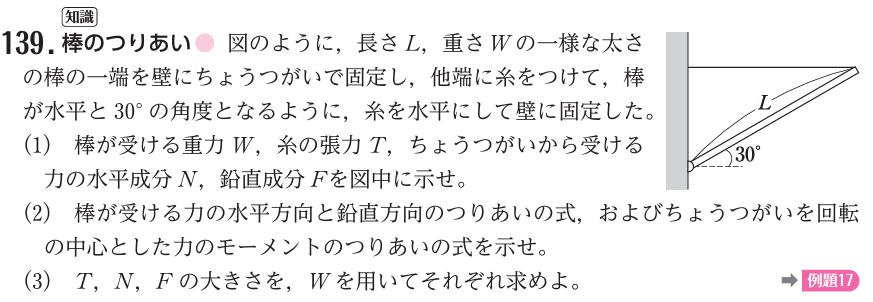 知識
139. 棒のつりあい 図のように，長さ L，重さ W の一様な太さ
の棒の一端を壁にちょうつがいで固定し，他端に糸をつけて，棒
が水平と 30° の角度となるように，糸を水平にして壁に固定した。
(1) 棒が受ける重力 W，糸の張力 T，ちょうつがいから受ける
力の水平成分 N，鉛直成分 F を図中に示せ。
(2) 棒が受ける力の水平方向と鉛直方向のつりあいの式，およびちょうつがいを回転
の中心とした力のモーメントのつりあいの式を示せ。
(3) T，N，F の大きさを，W を用いてそれぞれ求めよ。
➡ 例題17
L
30°